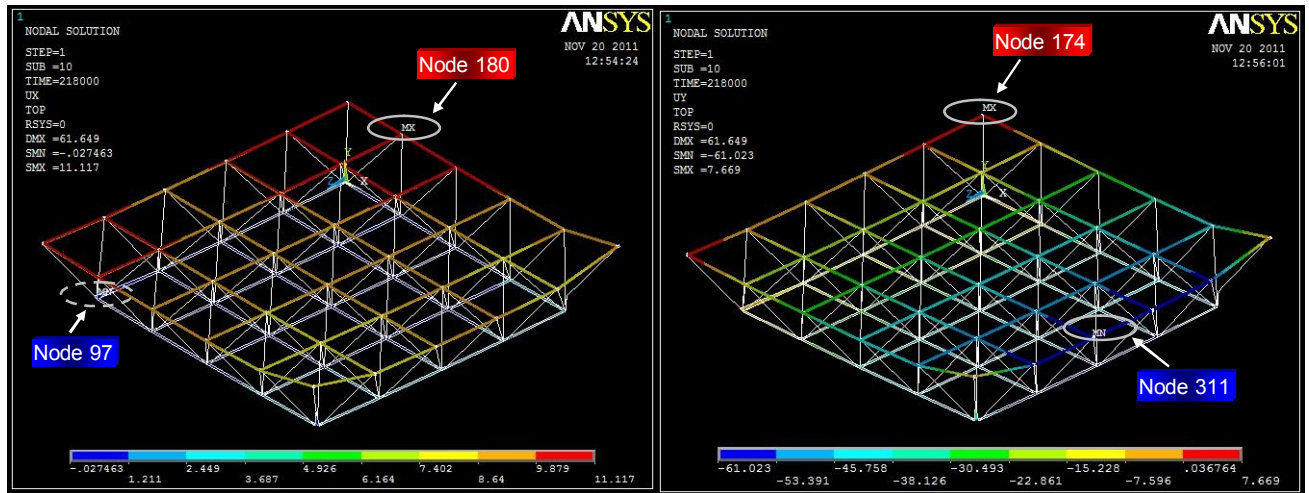 1
NODAL SOLUTION
STEP=1
SUB =10
TIME=218000
UX
TOP
RSYS=0
DMX =61.649
SMN =-.027463
SMX =11.117
ANSYS
NOV 20 2011
12:54:24
Node 180
MX
Y
Z
X
MN
Node 97
-.027463
1.211
2.449
3.687
4.926
6.164
7.402
8.64
9.879
11.117
1
NODAL SOLUTION
STEP=1
SUB =10
TIME=218000
UY
TOP
RSYS=0
DMX =61.649
SMN =-61.023
SMX =7.669
ANSYS
NOV 20 2011
12:56:01
Node 174
MX
Y
Z
X
MN
Node 311
-61.023
-53.391
-45.758
-38.126
-30.493
-22.861
-15.228
-7.596
.036764
7.669